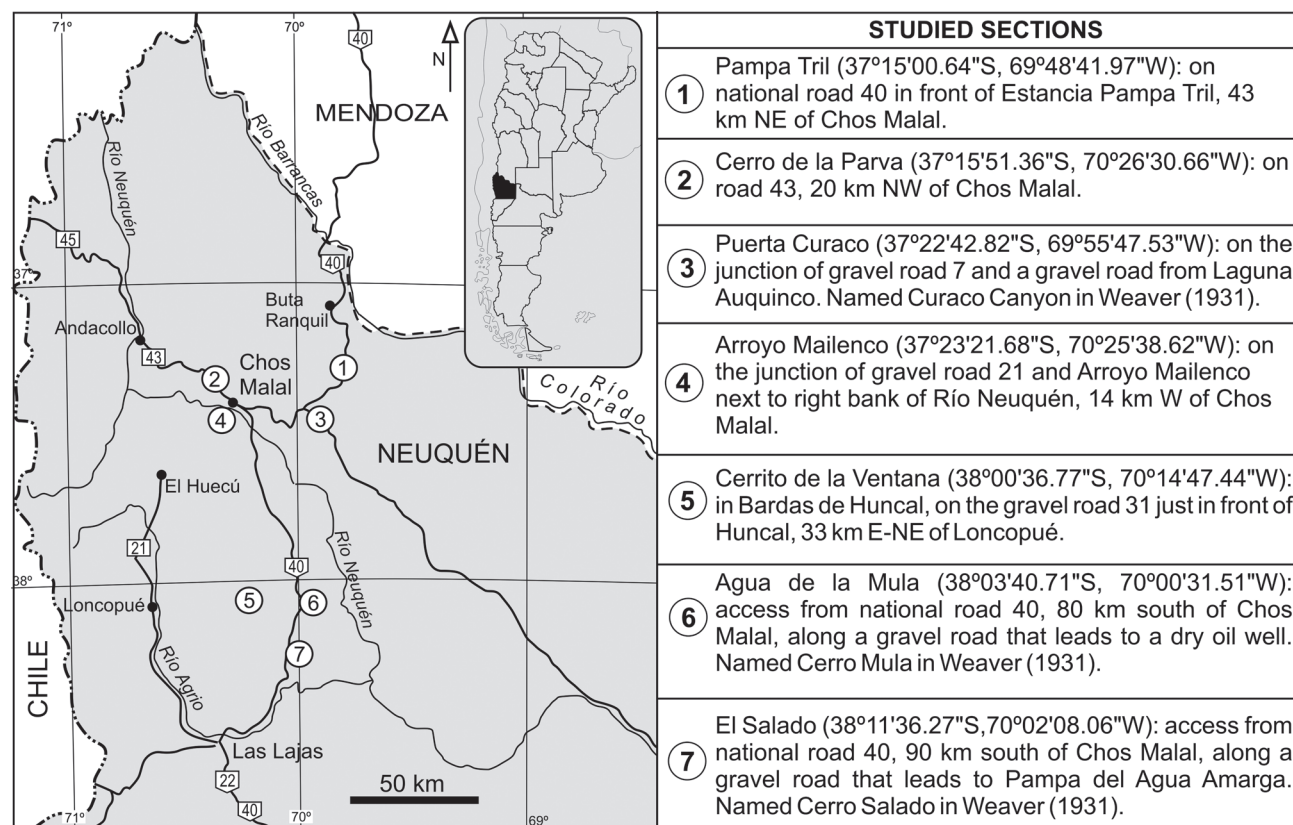 71º
70º
40
N
MENDOZA
Río Barrancas
Río Neuquén
45
37º
40
Buta
Ranquil
Andacollo
43
Chos
Malal
1
2
3
4
Río
Colorado
NEUQUÉN
El Huecú
21
40
Río Neuquén
38º
Loncopué
5
6
7
Río Agrio
CHILE
Las Lajas
22
40
50 km
71º
70º
69º
STUDIED SECTIONS
1
Pampa Tril (37º15'00.64"S, 69º48'41.97"W): on
national road 40 in front of Estancia Pampa Tril, 43
km NE of Chos Malal.
2
Cerro de la Parva (37º15'51.36"S, 70º26'30.66"W): on
road 43, 20 km NW of Chos Malal.
3
Puerta Curaco (37º22'42.82"S, 69º55'47.53"W): on the
junction of gravel road 7 and a gravel road from Laguna
Auquinco. Named Curaco Canyon in Weaver (1931).
4
Arroyo Mailenco (37º23'21.68"S, 70º25'38.62"W): on
the junction of gravel road 21 and Arroyo Mailenco
next to right bank of Río Neuquén, 14 km W of Chos
Malal.
5
Cerrito de la Ventana (38º00'36.77"S, 70º14'47.44"W):
in Bardas de Huncal, on the gravel road 31 just in front of
Huncal, 33 km E-NE of Loncopué.
6
Agua de la Mula (38º03'40.71"S, 70º00'31.51"W):
access from national road 40, 80 km south of Chos
Malal, along a gravel road that leads to a dry oil well.
Named Cerro Mula in Weaver (1931).
7
El Salado (38º11'36.27"S,70º02'08.06"W): access from
national road 40, 90 km south of Chos Malal, along a
gravel road that leads to Pampa del Agua Amarga.
Named Cerro Salado in Weaver (1931).